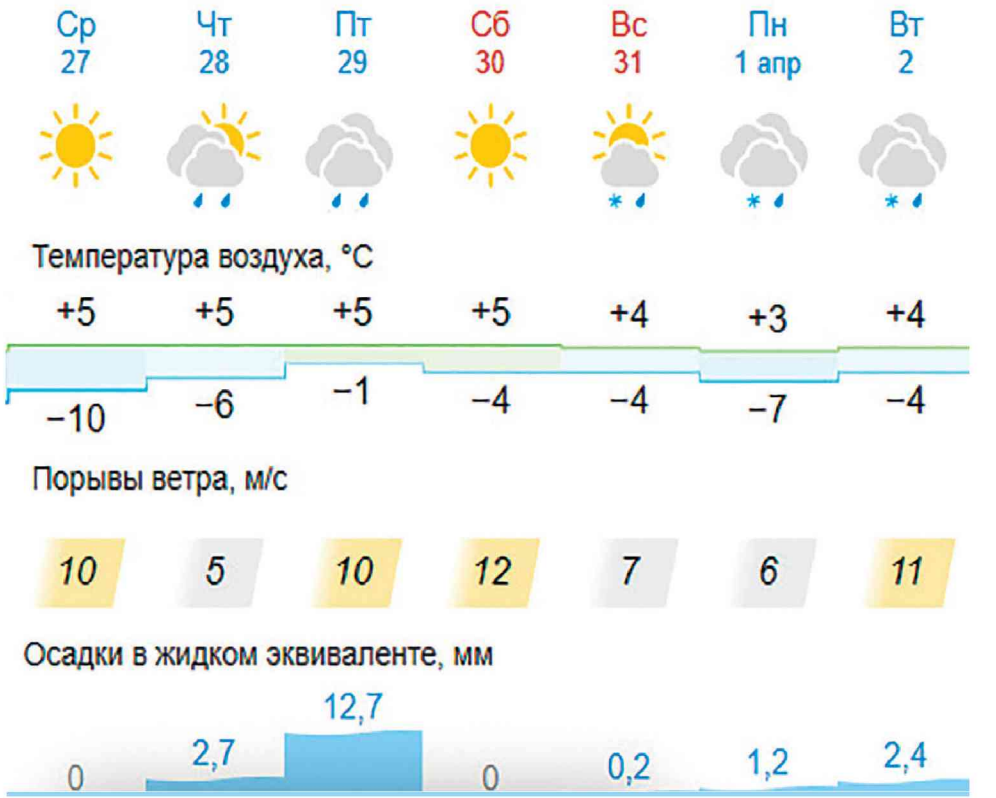 Ср Чт Пт Сб Вс Пн Вт
27 28 29 30 31 1 апр 2
Температура воздуха, °C
+5 +5 +5 +5 +4 +3 +4
−10 −6 −1 −4 −4 −7 −4
Порывы ветра, м/с
10 5 10 12 7 6 11
Осадки в жидком эквиваленте, мм
0 2,7 12,7 0 0,2 1,2 2,4